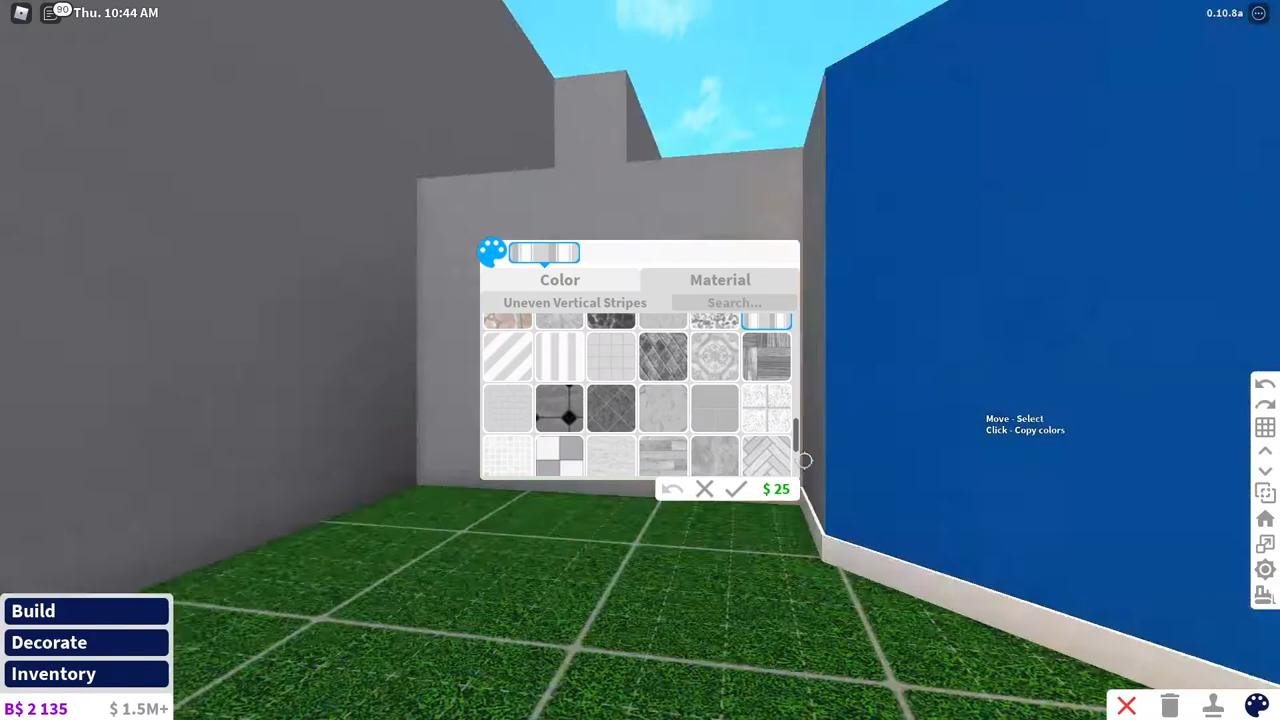 90
Thu. 10:44 AM
0.10.8a
Color
Material
Uneven Vertical Stripes
Search...
Move - Select
Click - Copy colors
$ 25
Build
Decorate
Inventory
B$ 2 135
$ 1.5M+